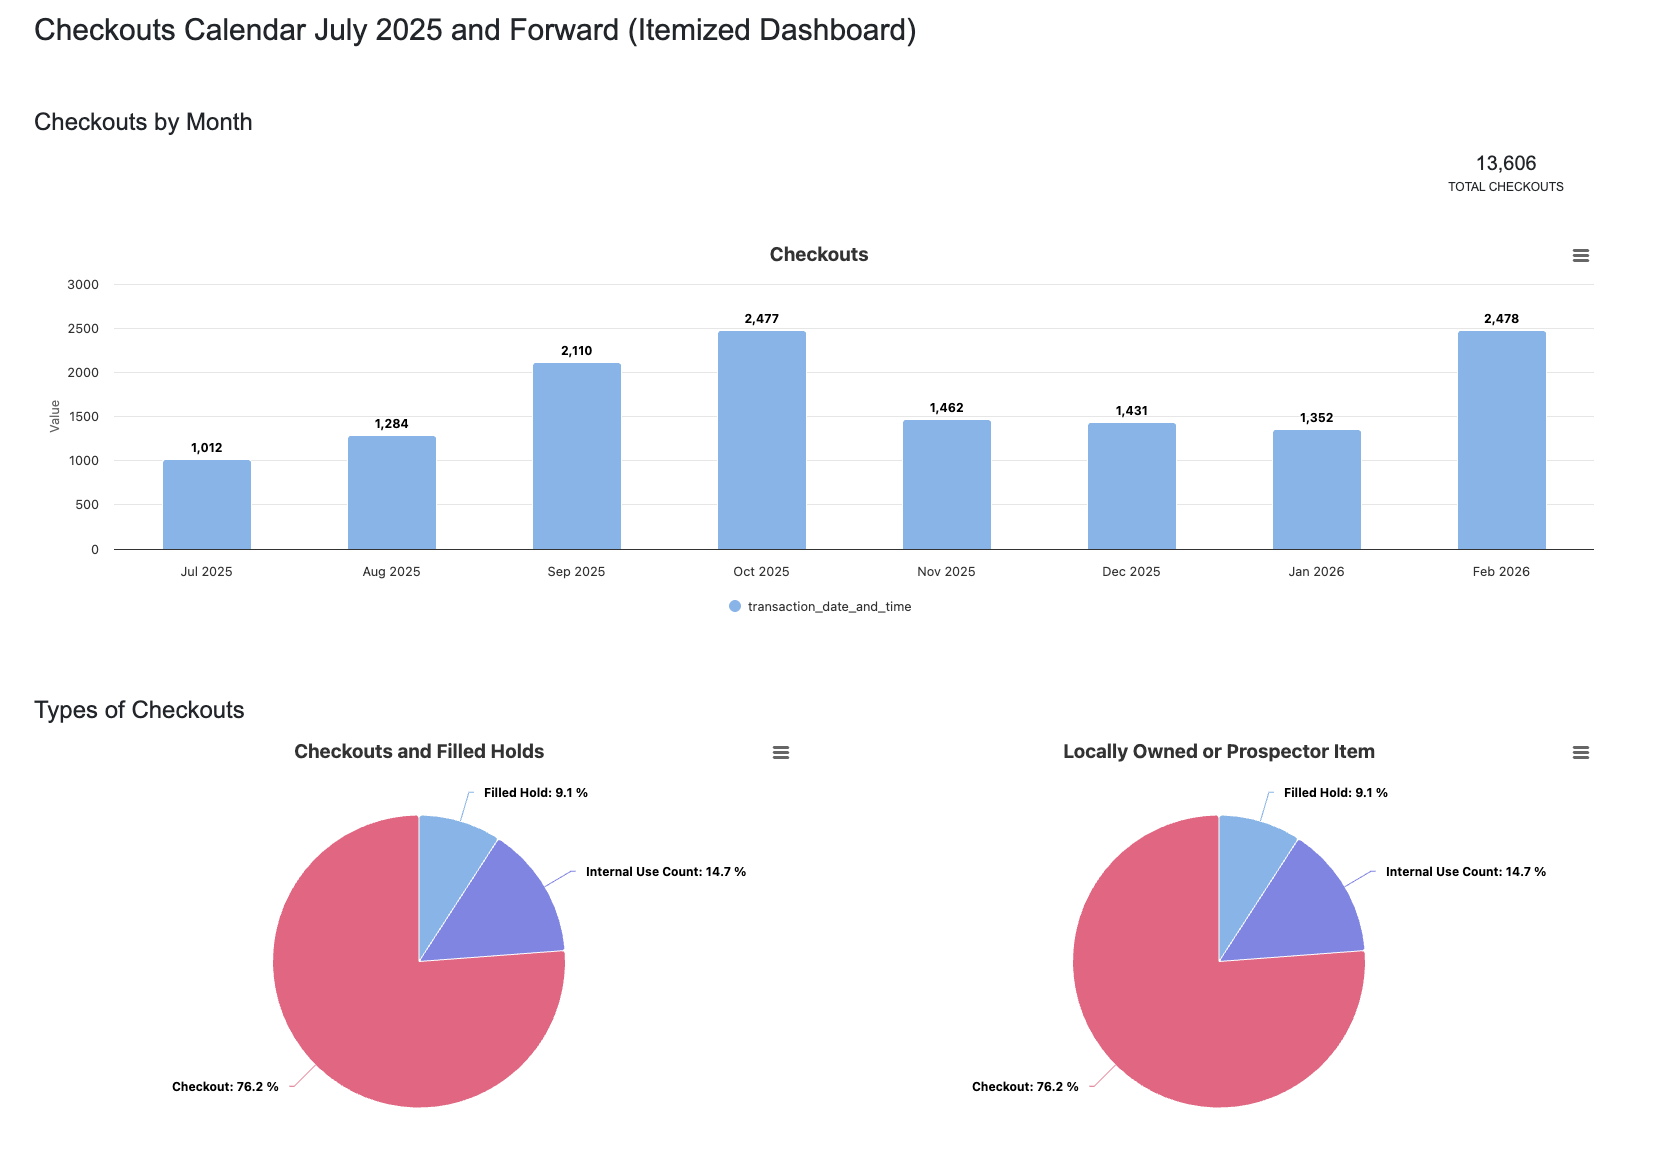 Checkouts Calendar July 2025 and Forward (Itemized Dashboard)
Checkouts by Month
13,606
TOTAL CHECKOUTS
Checkouts
3000
2500
2000
1500
1000
500
0
Value
1,012
1,284
2,110
2,477
1,462
1,431
1,352
2,478
Jul 2025
Aug 2025
Sep 2025
Oct 2025
Nov 2025
Dec 2025
Jan 2026
Feb 2026
transaction_date_and_time
Types of Checkouts
Checkouts and Filled Holds
Filled Hold: 9.1 %
Internal Use Count: 14.7 %
Checkout: 76.2 %
Locally Owned or Prospector Item
Filled Hold: 9.1 %
Internal Use Count: 14.7 %
Checkout: 76.2 %